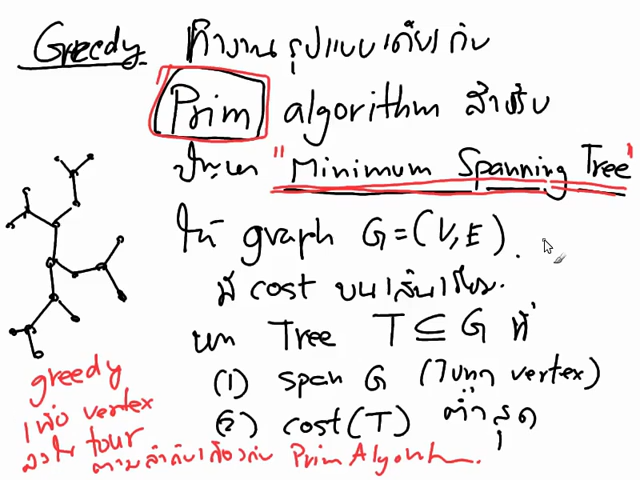 Greedy ทำงานรูปแบบเดียวกับ
Prim algorithm สำหรับ
ปัญหา "Minimum Spanning Tree"
ให้ graph G=(V,E).
มี cost บนเส้นเชื่อม.
หา Tree T ⊆ G ที่
(1) span G (ไปทุก vertex)
(2) cost(T) ต่ำสุด
greedy
เพิ่ม vertex
ลงใน tour
ตามลำดับเดียวกับ Prim Algorithm.